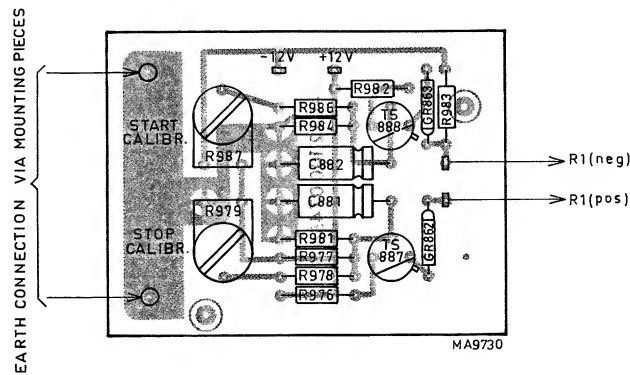 EARTH CONNECTION VIA MOUNTING PIECES
-12V +12V
START
CALIBR.
R987
R986
R984
R982
TS
888
GR863
R983
C882
R1(neg)
C881
R1(pos)
R979
STOP
CALIBR.
R981
R977
R978
R976
TS
887
GR862
MA9730